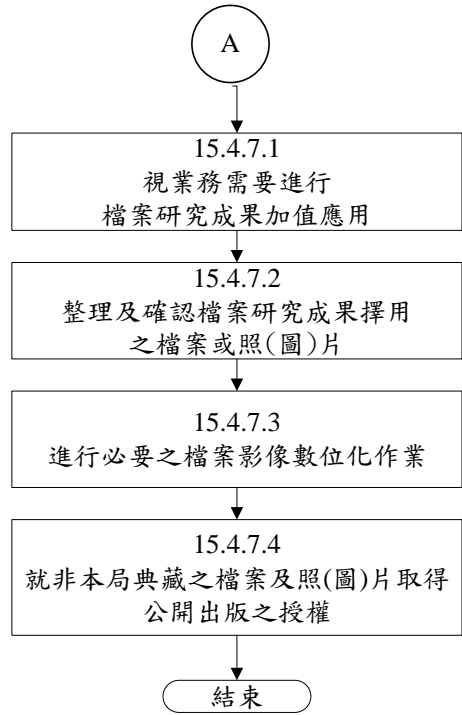 A
15.4.7.1
視業務需要進行
檔案研究成果加值應用
15.4.7.2
整理及確認檔案研究成果擇用
之檔案或照(圖)片
15.4.7.3
進行必要之檔案影像數位化作業
15.4.7.4
就非本局典藏之檔案及照(圖)片取得
公開出版之授權
結束